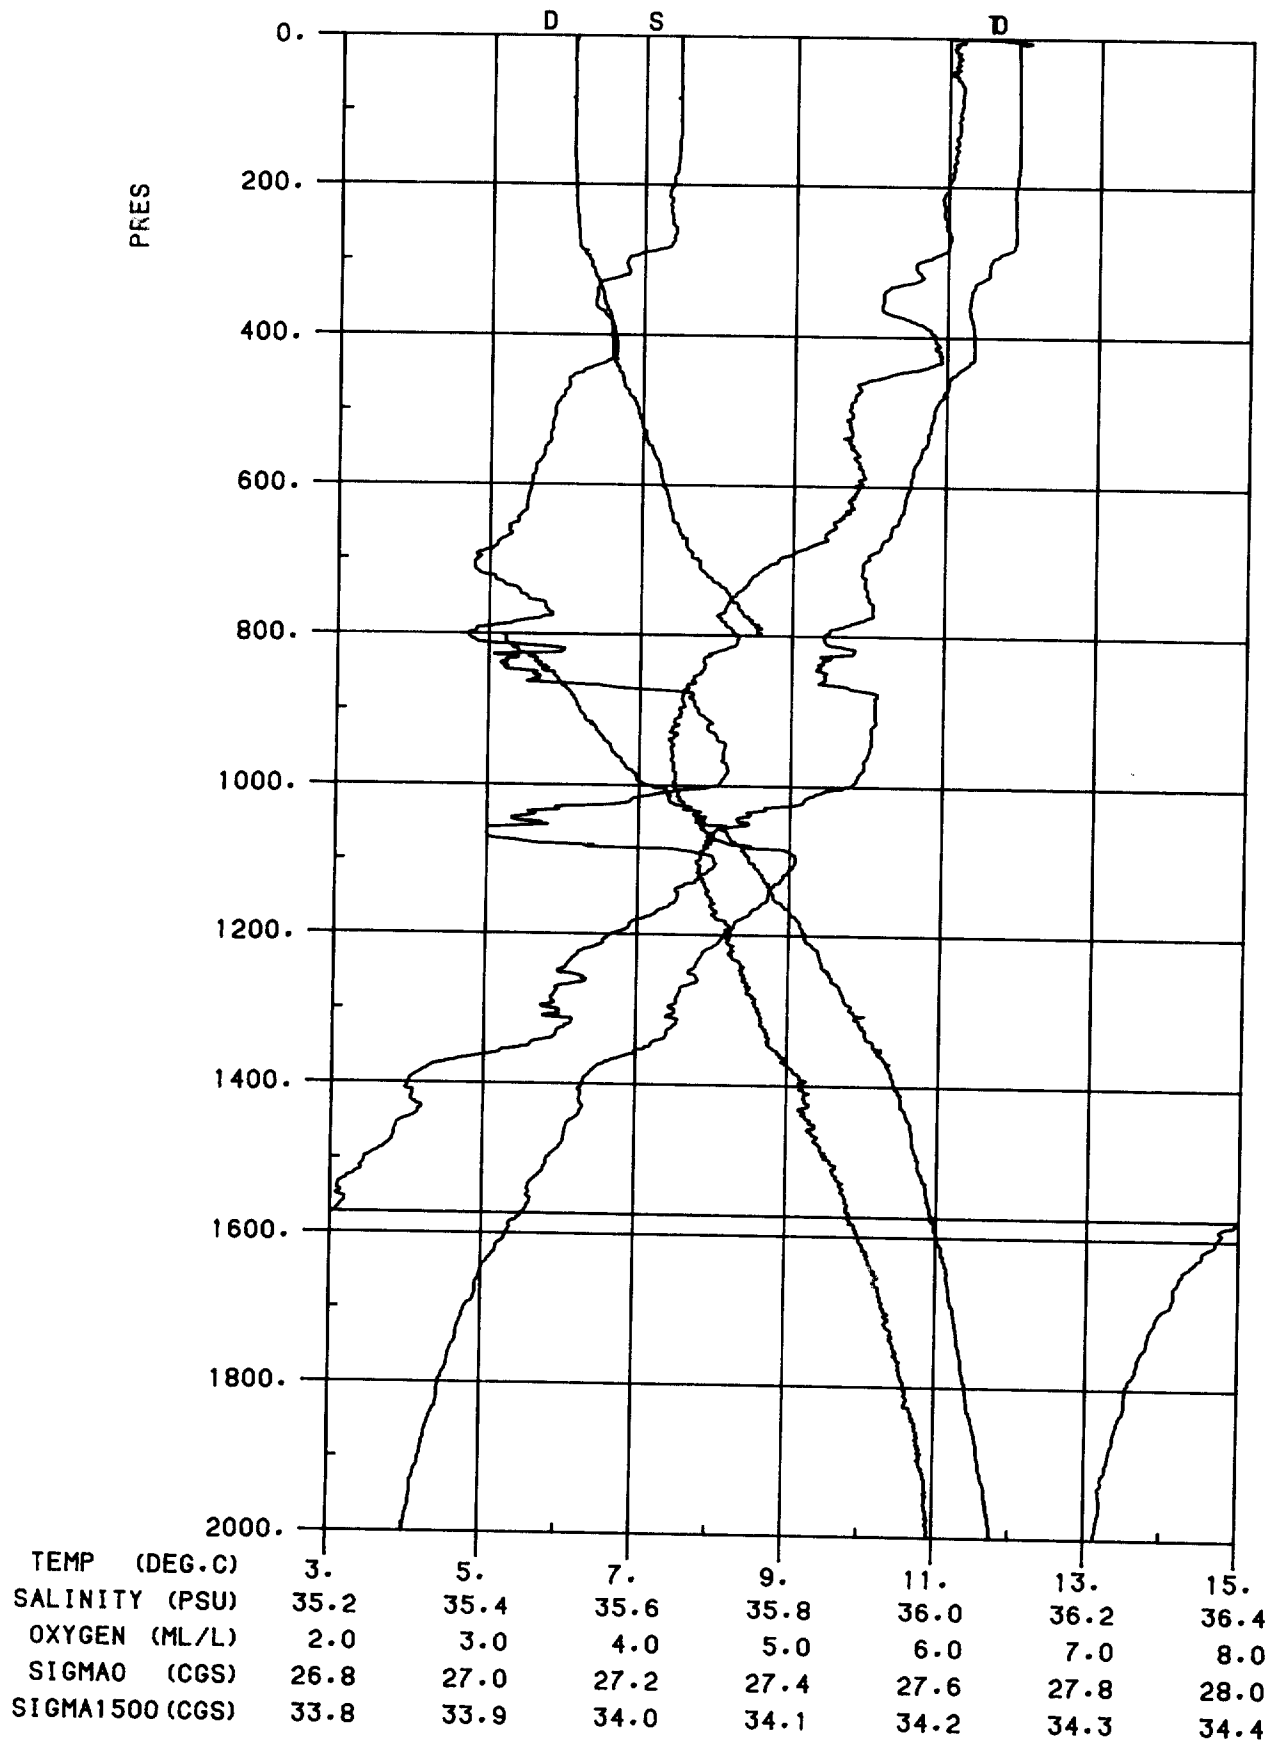 D S TO
0.
200.
PRES
400.
600.
800.
1000.
1200.
1400.
1600.
1800.
2000.
TEMP (DEG.C) 3. 5. 7. 9. 11. 13. 15.
SALINITY (PSU) 35.2 35.4 35.6 35.8 36.0 36.2 36.4
OXYGEN (ML/L) 2.0 3.0 4.0 5.0 6.0 7.0 8.0
SIGMA0 (CGS) 26.8 27.0 27.2 27.4 27.6 27.8 28.0
SIGMA1500 (CGS) 33.8 33.9 34.0 34.1 34.2 34.3 34.4